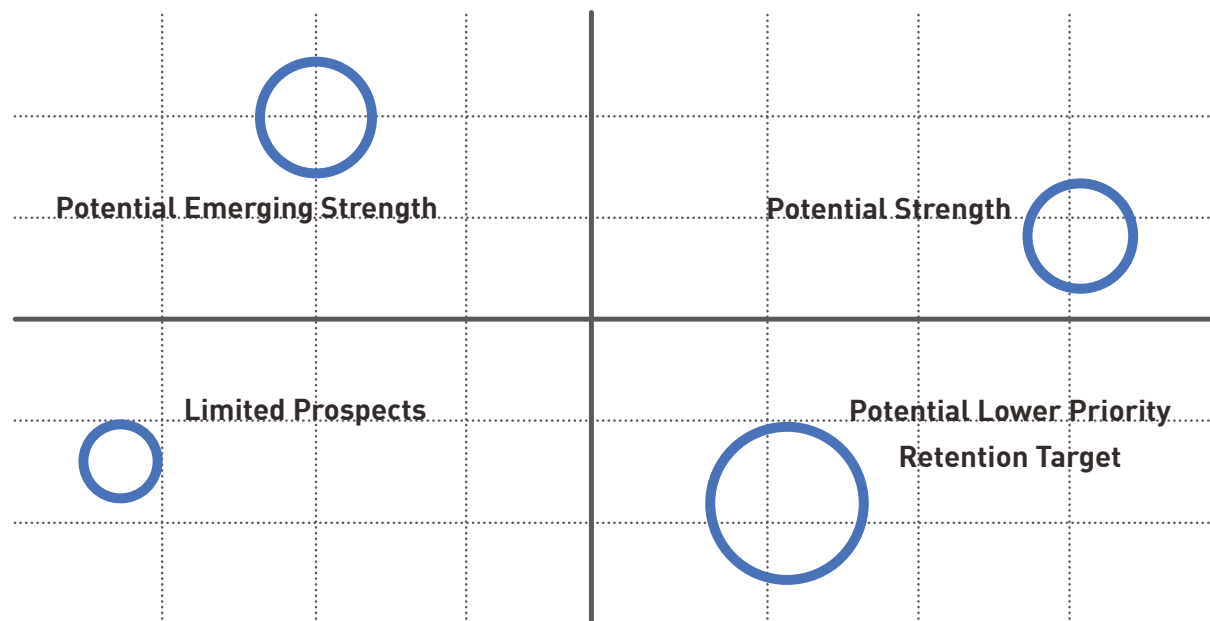 Potential Emerging Strength
Potential Strength
Limited Prospects
Potential Lower Priority
Retention Target